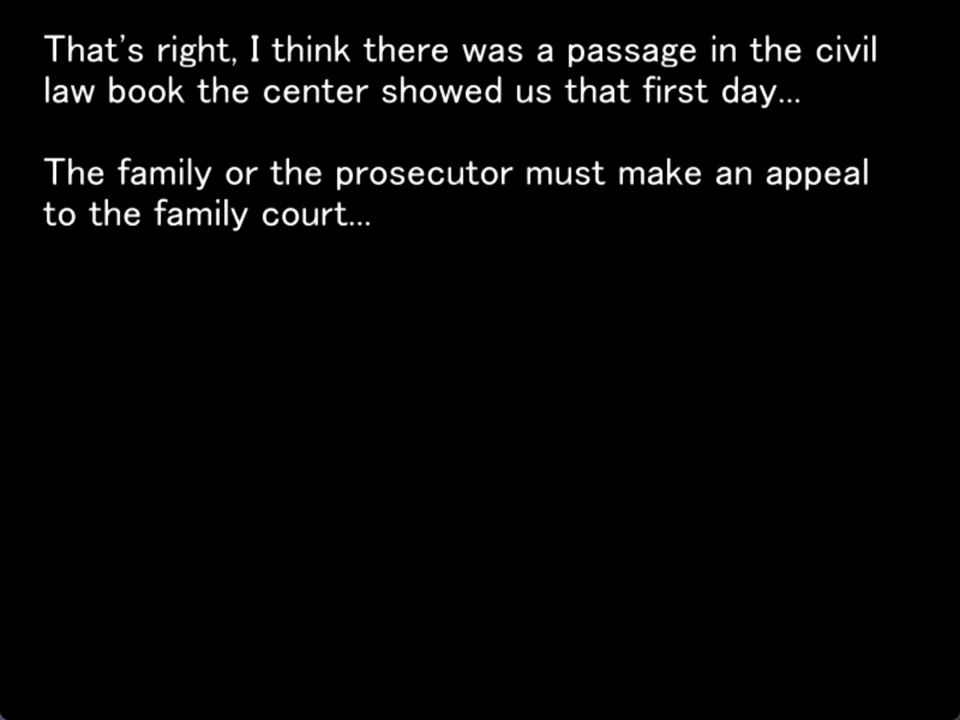 That's right, I think there was a passage in the civil
law book the center showed us that first day...
The family or the prosecutor must make an appeal
to the family court...